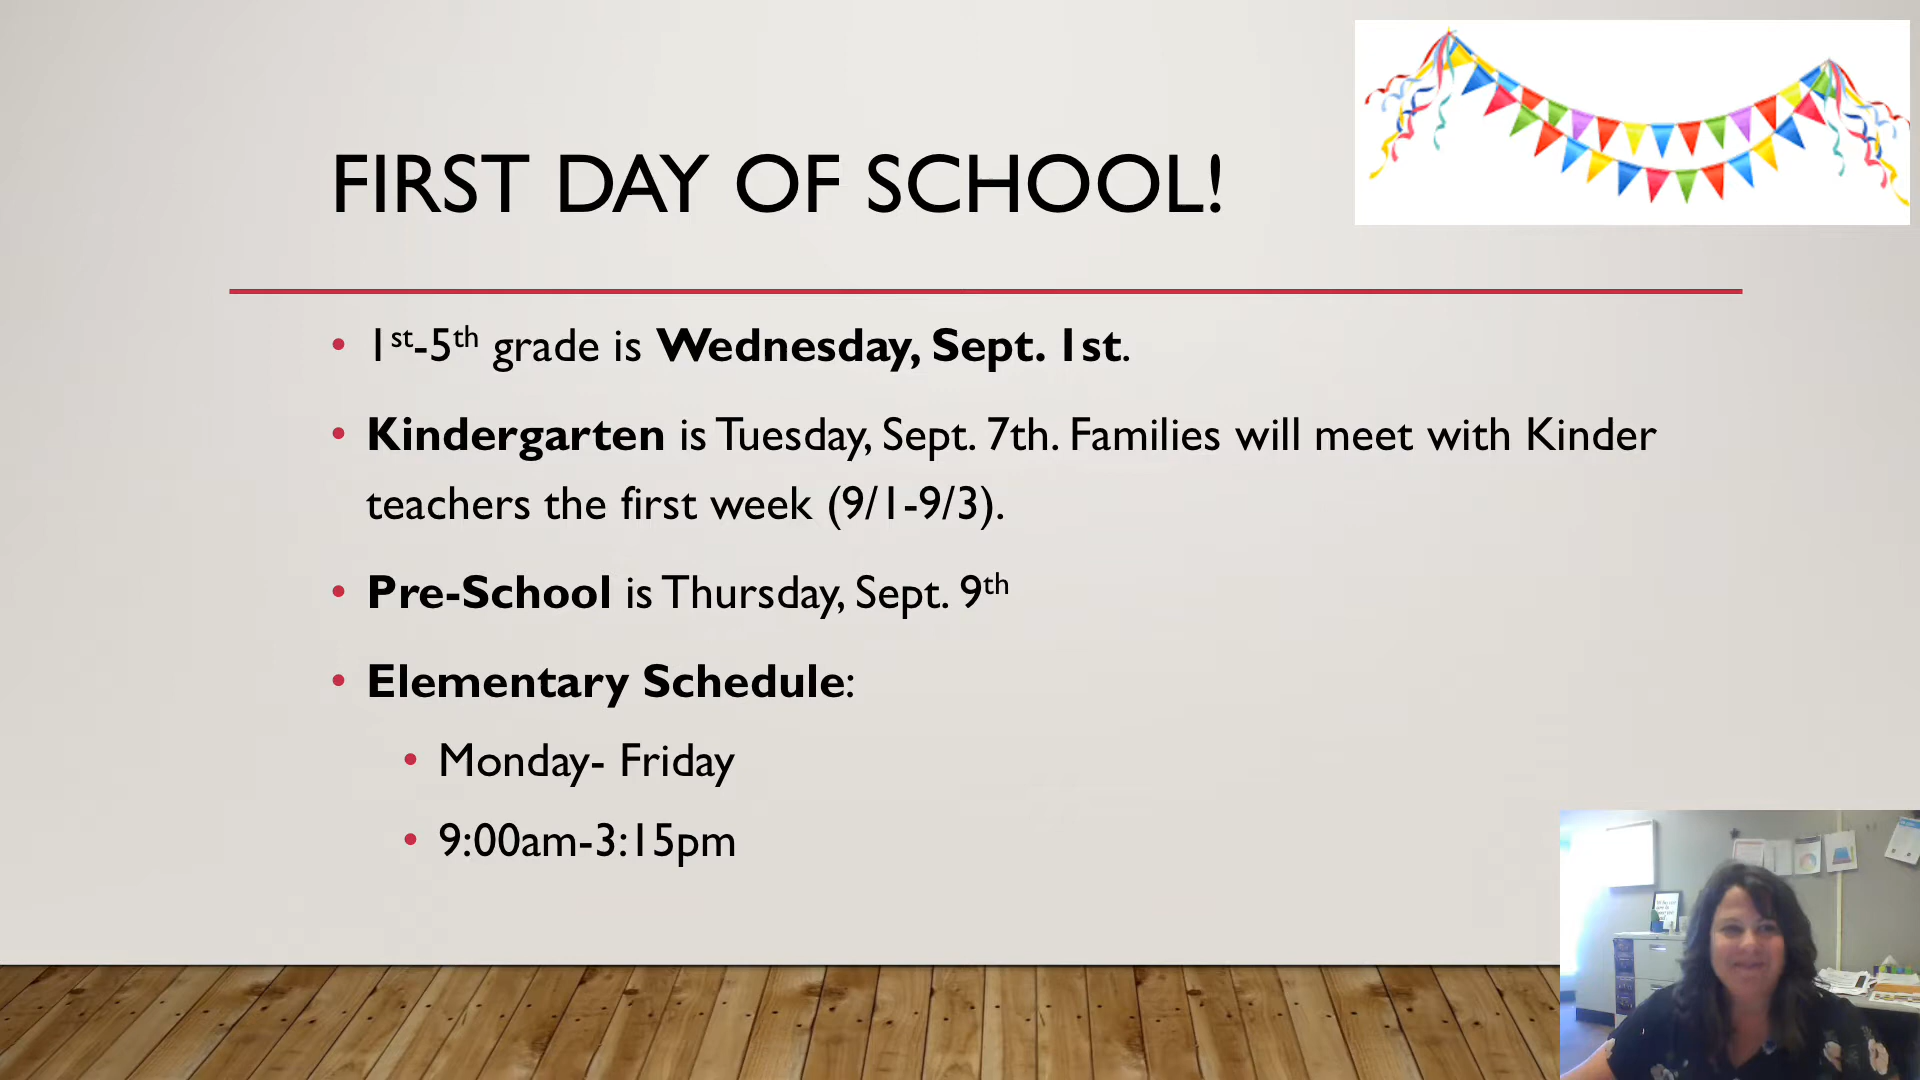 FIRST DAY OF SCHOOL!
• 1st-5th grade is Wednesday, Sept. 1st.
• Kindergarten is Tuesday, Sept. 7th. Families will meet with Kinder
teachers the first week (9/1-9/3).
• Pre-School is Thursday, Sept. 9th
• Elementary Schedule:
• Monday- Friday
• 9:00am-3:15pm